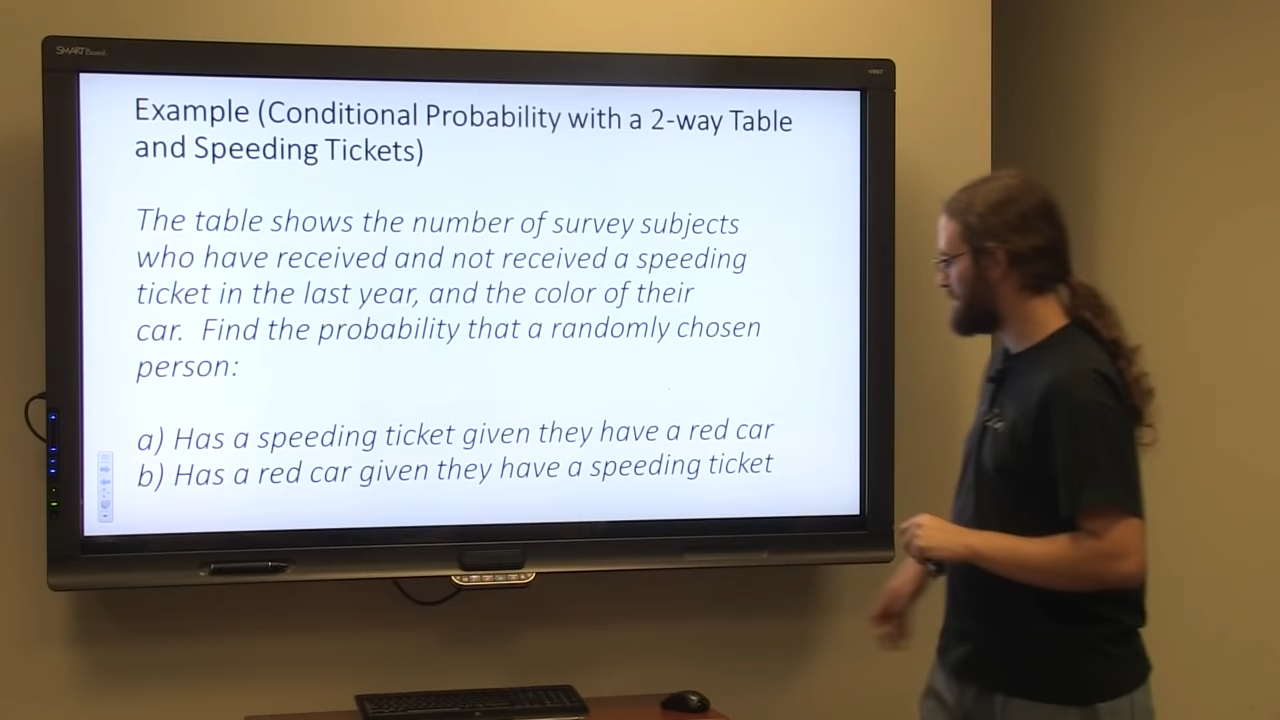 SMART Board
Example (Conditional Probability with a 2-way Table
and Speeding Tickets)
The table shows the number of survey subjects
who have received and not received a speeding
ticket in the last year, and the color of their
car. Find the probability that a randomly chosen
person:
a) Has a speeding ticket given they have a red car
b) Has a red car given they have a speeding ticket